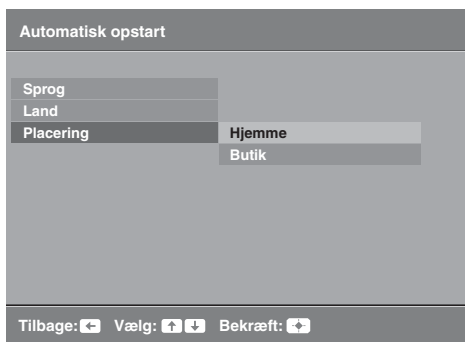 Automatisk opstart
Sprog
Land
Placering Hjemme
Butik
Tilbage: Vælg: Bekræft: